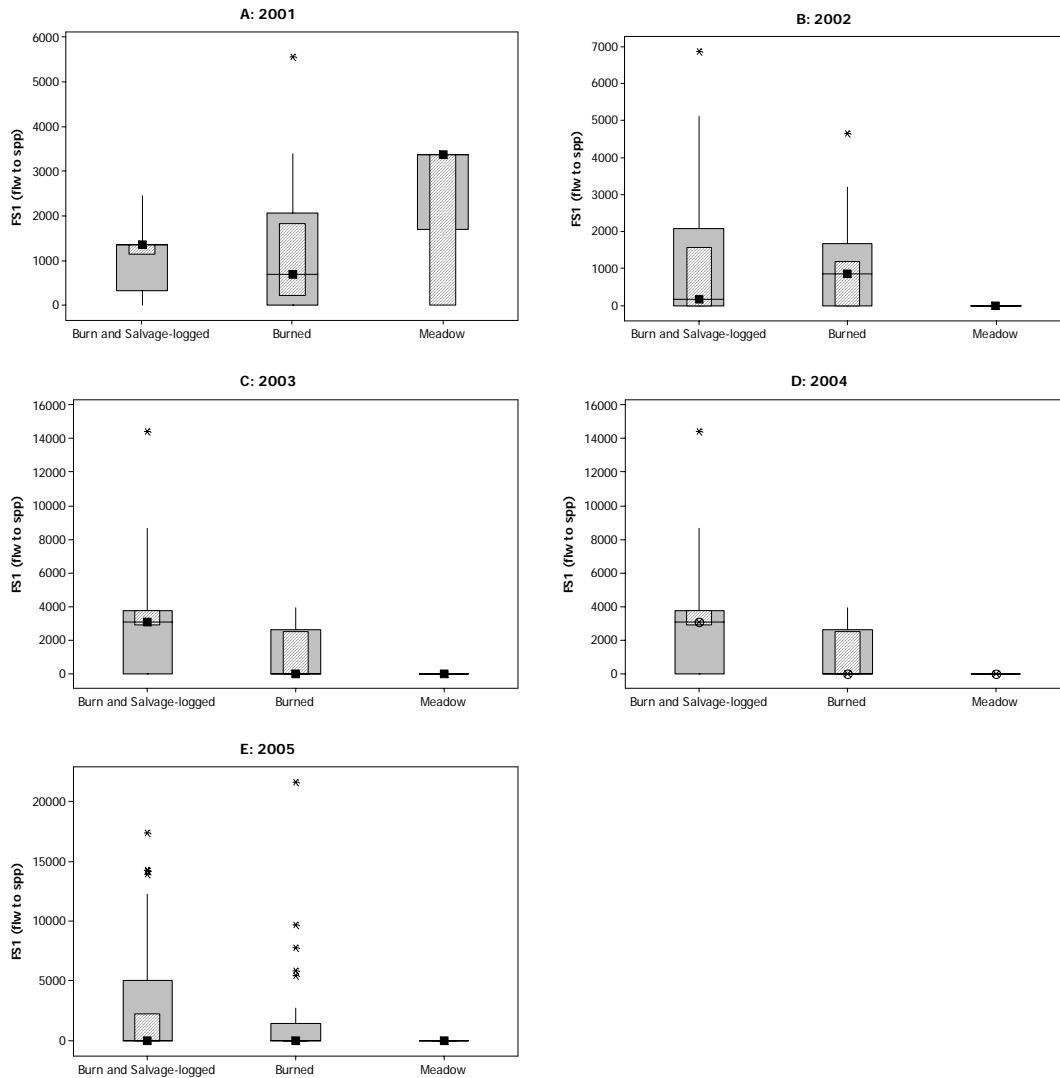 A: 2001
FS1 (flw to spp)
6000
5000
4000
3000
2000
1000
0
Burn and Salvage-logged Burned Meadow
B: 2002
FS1 (flw to spp)
7000
6000
5000
4000
3000
2000
1000
0
Burn and Salvage-logged Burned Meadow
C: 2003
FS1 (flw to spp)
16000
14000
12000
10000
8000
6000
4000
2000
0
Burn and Salvage-logged Burned Meadow
D: 2004
FS1 (flw to spp)
16000
14000
12000
10000
8000
6000
4000
2000
0
Burn and Salvage-logged Burned Meadow
E: 2005
FS1 (flw to spp)
20000
15000
10000
5000
0
Burn and Salvage-logged Burned Meadow